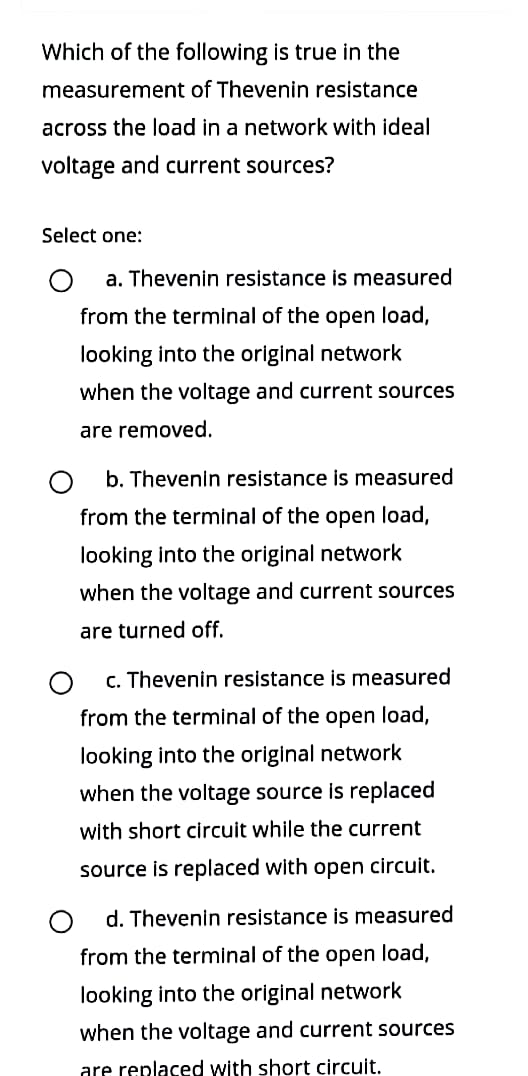 Which of the following is true in the
measurement of Thevenin resistance
across the load in a network with ideal
voltage and current sources?
Select one:
a. Thevenin resistance is measured
from the terminal of the open load,
looking into the original network
when the voltage and current sources
are removed.
b. Thevenin resistance is measured
from the terminal of the open load,
looking into the original network
when the voltage and current sources
are turned off.
c. Thevenin resistance is measured
from the terminal of the open load,
looking into the original network
when the voltage source is replaced
with short circuit while the current
source is replaced with open circuit.
d. Thevenin resistance is measured
from the terminal of the open load,
looking into the original network
when the voltage and current sources
are replaced with short circuit.